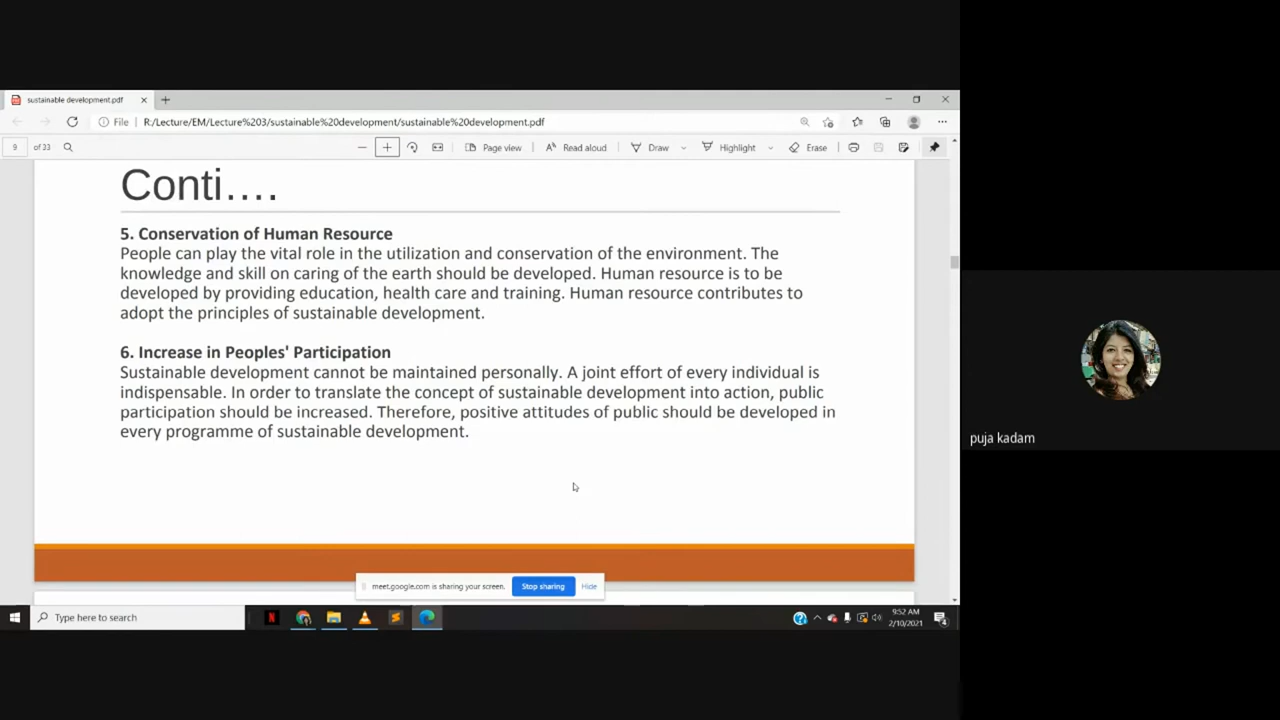 sustainable development.pdf
File
R:/Lecture/EM/Lecture%203/sustainable%20development/sustainable%20development.pdf
9 of 33
Page view
Read aloud
Draw
Highlight
Erase
Conti....
5. Conservation of Human Resource
People can play the vital role in the utilization and conservation of the environment. The
knowledge and skill on caring of the earth should be developed. Human resource is to be
developed by providing education, health care and training. Human resource contributes to
adopt the principles of sustainable development.
6. Increase in Peoples' Participation
Sustainable development cannot be maintained personally. A joint effort of every individual is
indispensable. In order to translate the concept of sustainable development into action, public
participation should be increased. Therefore, positive attitudes of public should be developed in
every programme of sustainable development.
puja kadam
meet.google.com is sharing your screen.
Stop sharing
Hide
Type here to search
9:52 AM
2/10/2021
4